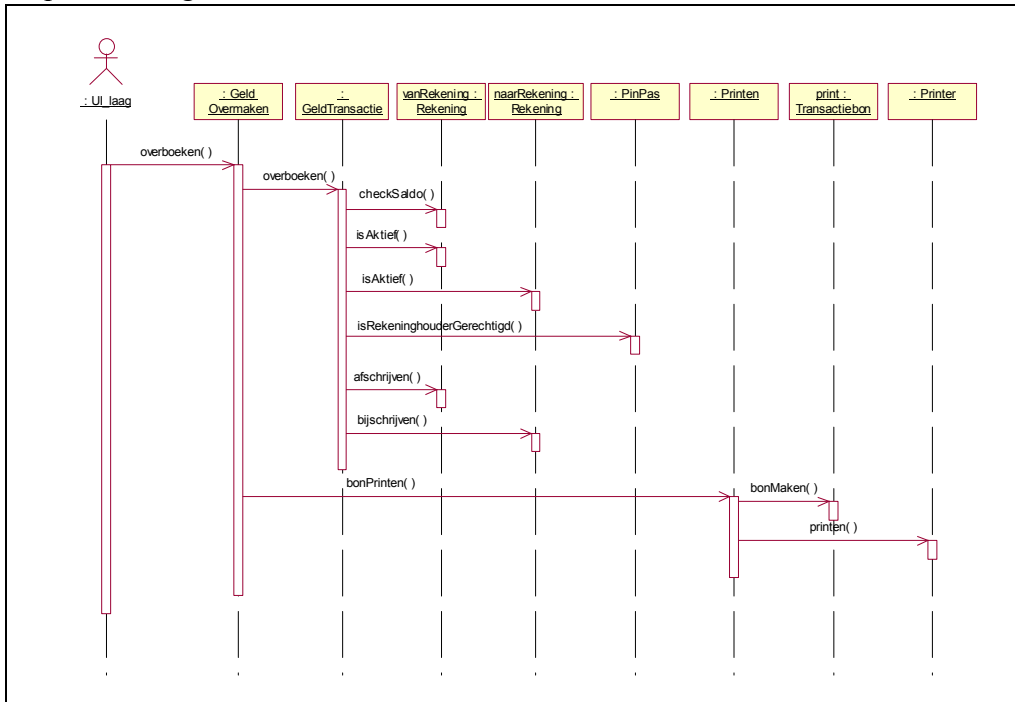 : UI_laag
: Geld
Overmaken
:
GeldTransactie
vanRekening :
Rekening
naarRekening :
Rekening
: PinPas
: Printen
print :
Transactiebon
: Printer
overboeken( )
overboeken( )
checkSaldo( )
isAktief( )
isAktief( )
isRekeninghouderGerechtigd( )
afschrijven( )
bijschrijven( )
bonPrinten( )
bonMaken( )
printen( )